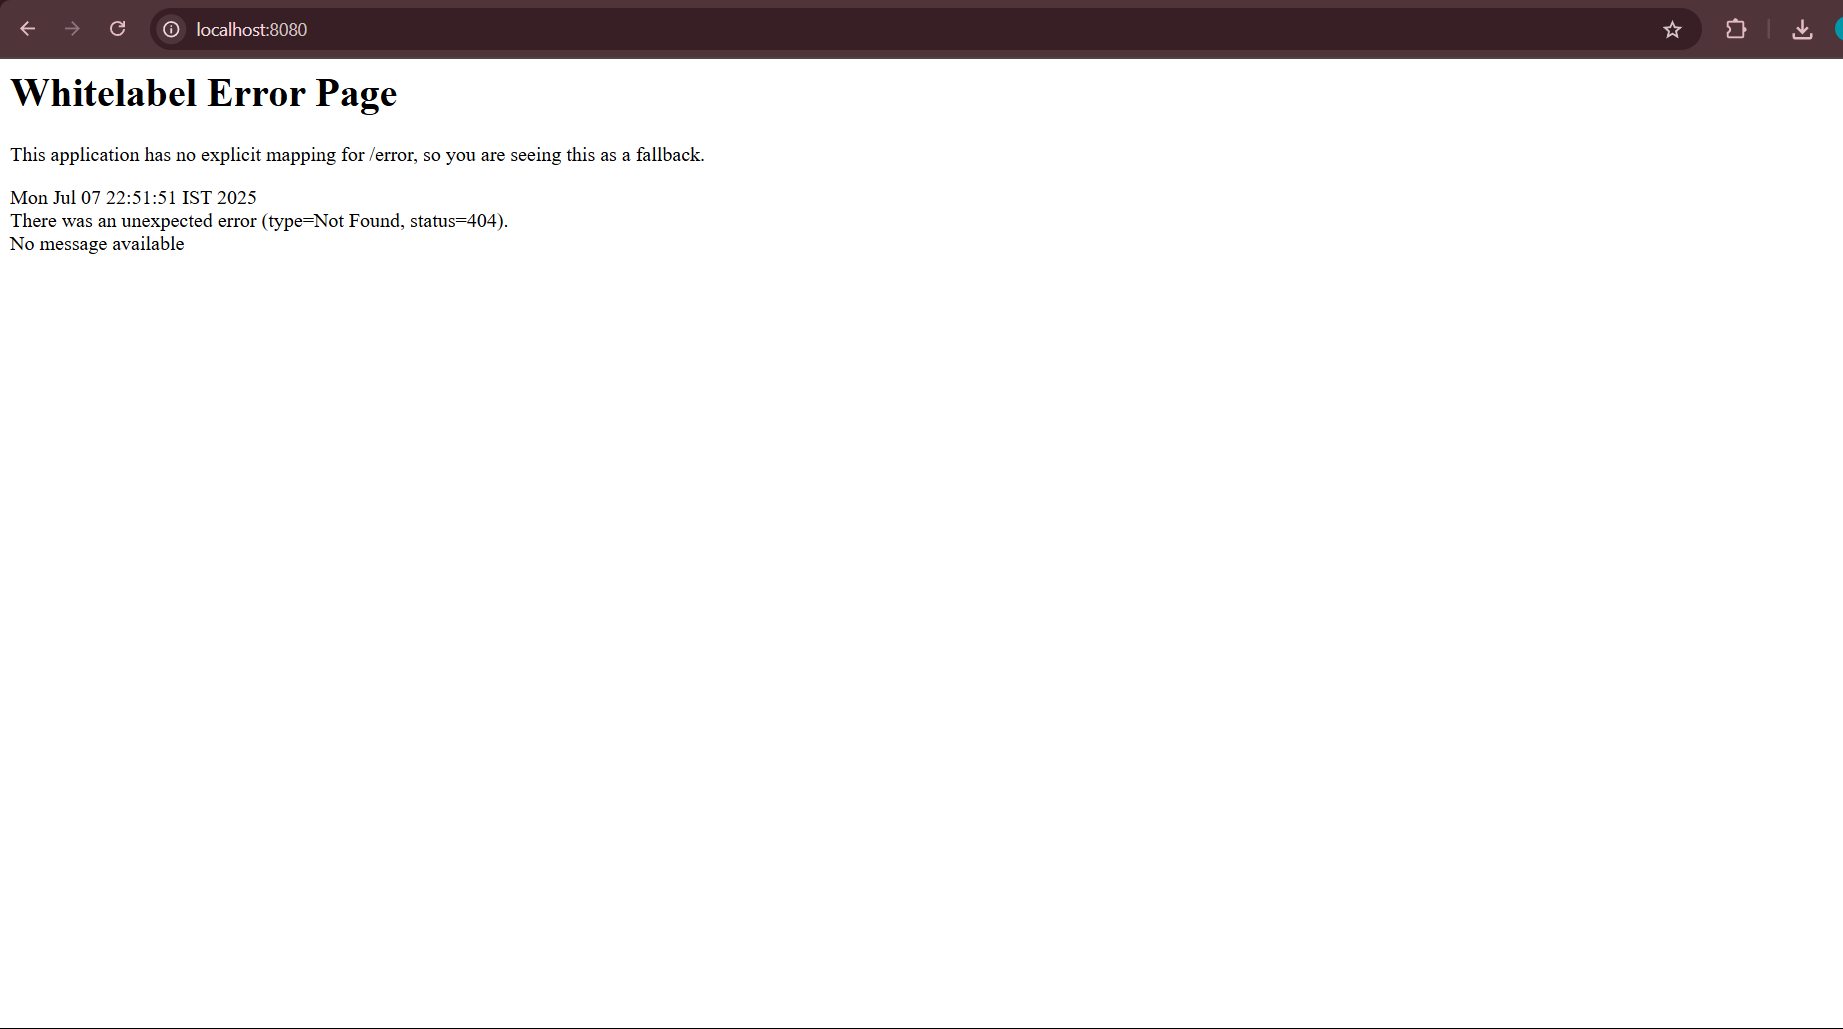 localhost:8080
Whitelabel Error Page
This application has no explicit mapping for /error, so you are seeing this as a fallback.
Mon Jul 07 22:51:51 IST 2025
There was an unexpected error (type=Not Found, status=404).
No message available